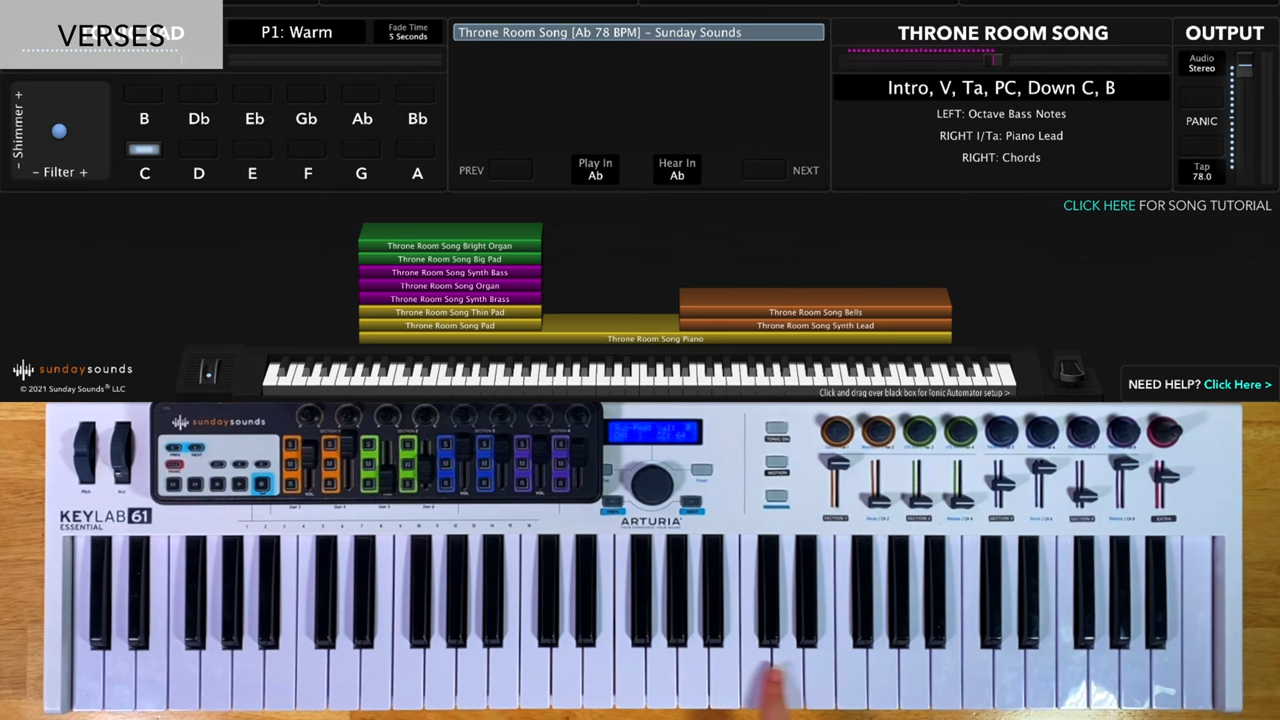 VERSES
PAD
P1: Warm
Fade Time
5 Seconds
Throne Room Song [Ab 78 BPM] – Sunday Sounds
THRONE ROOM SONG
OUTPUT
Audio
Stereo
Intro, V, Ta, PC, Down C, B
LEFT: Octave Bass Notes
RIGHT I/Ta: Piano Lead
RIGHT: Chords
PANIC
Tap
78.0
– Shimmer +
– Filter +
B Db Eb Gb Ab Bb
C D E F G A
PREV
Play In
Ab
Hear In
Ab
NEXT
CLICK HERE FOR SONG TUTORIAL
Throne Room Song Bright Organ
Throne Room Song Big Pad
Throne Room Song Synth Bass
Throne Room Song Organ
Throne Room Song Synth Brass
Throne Room Song Thin Pad
Throne Room Song Pad
Throne Room Song Bells
Throne Room Song Synth Lead
Throne Room Song Piano
sundaysounds
© 2021 Sunday Sounds® LLC
Click and drag over black box for Tonic Automator setup >
NEED HELP? Click Here >
sundaysounds
KEYLAB 61
ESSENTIAL
ARTURIA
TONIC ON
MOTION